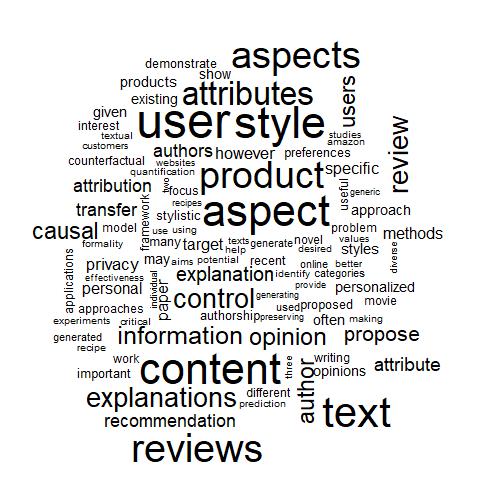 demonstrate aspects
products show
existing attributes users
given
interest user style studies
textual amazon
customers authors however preferences review
counterfactual websites
quantification product specific
attribution two focus useful generic
recipes
transfer stylistic aspect approach
framework
causal model use using problem methods
formality many target texts generate novel values
help desired styles diverse
privacy may aims potential recent online better
applications effectiveness explanation identify categories
personal individual paper provide personalized
approaches control generating used proposed movie
experiments critical authorship preserving often making
generated information opinion propose
recipe
work content three writing attribute
important opinions
explanations different author
prediction
recommendation text
reviews